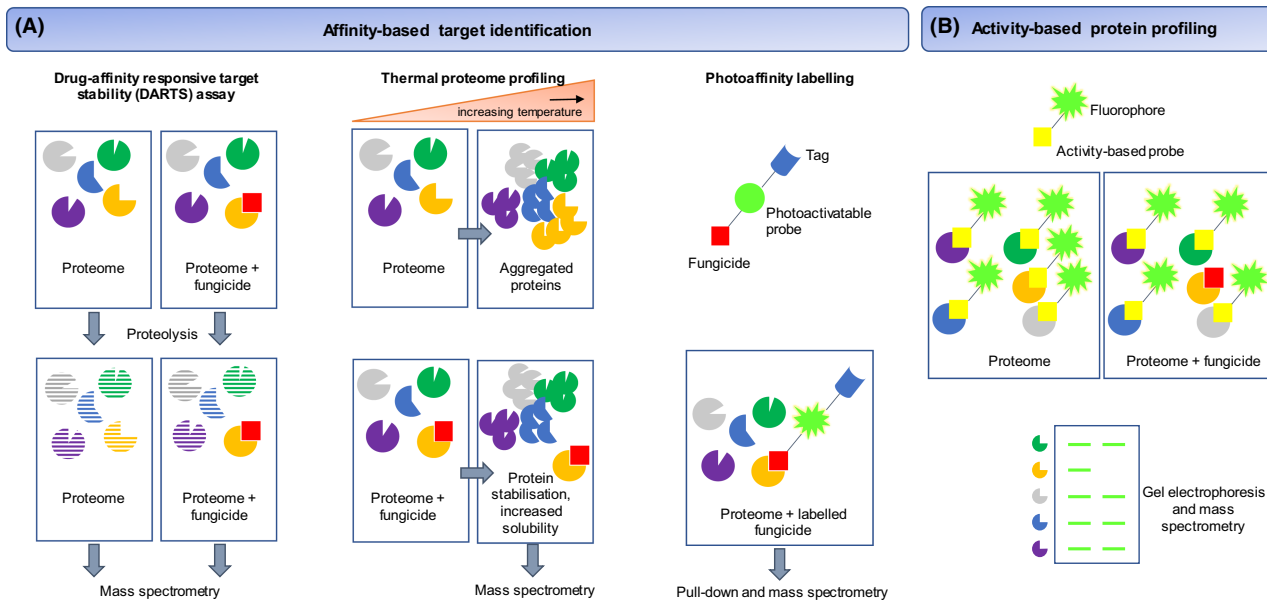 (A)
Affinity-based target identification
Drug-affinity responsive target
stability (DARTS) assay
Proteome
Proteome +
fungicide
Proteolysis
Proteome
Proteome +
fungicide
Mass spectrometry
Thermal proteome profiling
increasing temperature
Proteome
Aggregated
proteins
Proteome +
fungicide
Protein
stabilisation,
increased
solubility
Mass spectrometry
Photoaffinity labelling
Tag
Photoactivatable
probe
Fungicide
Proteome + labelled
fungicide
Pull-down and mass spectrometry
(B)
Activity-based protein profiling
Fluorophore
Activity-based probe
Proteome
Proteome + fungicide
Gel electrophoresis
and mass
spectrometry